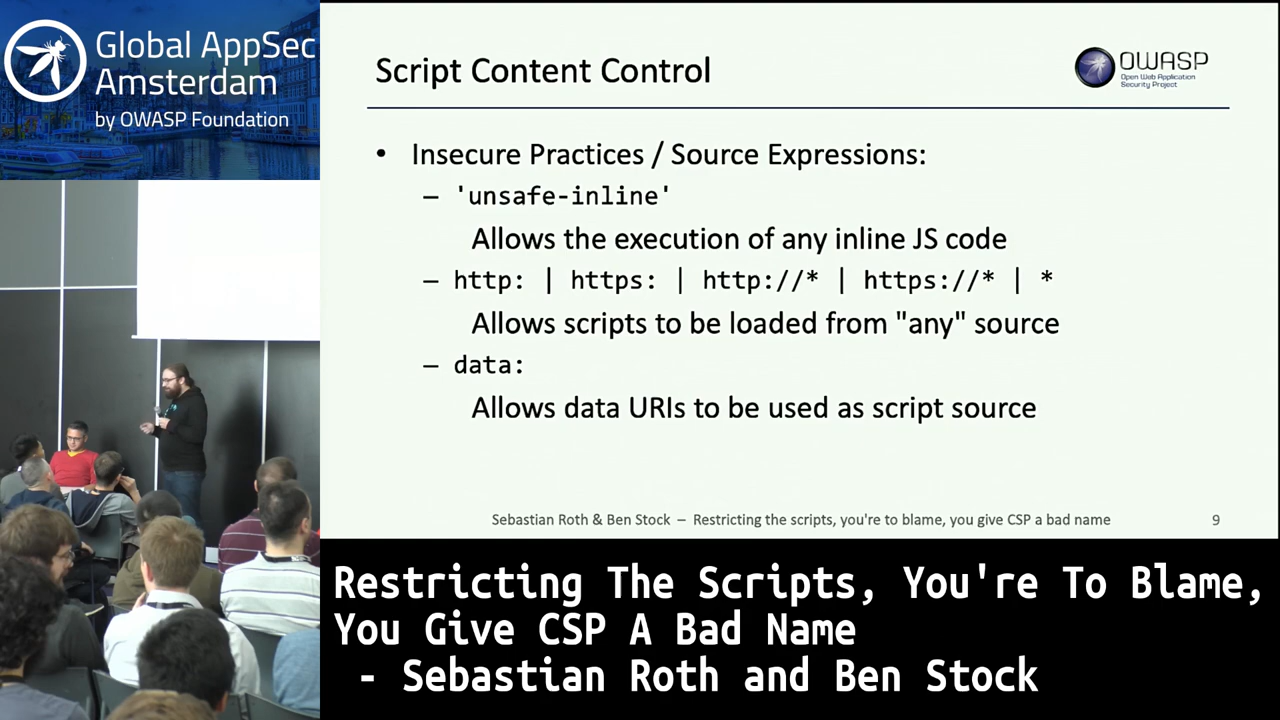 Global AppSec
Amsterdam
by OWASP Foundation
Script Content Control
OWASP
Open Web Application
Security Project
• Insecure Practices / Source Expressions:
– 'unsafe-inline'
Allows the execution of any inline JS code
– http: | https: | http://* | https://* | *
Allows scripts to be loaded from "any" source
– data:
Allows data URIs to be used as script source
Sebastian Roth & Ben Stock – Restricting the scripts, you're to blame, you give CSP a bad name
9
Restricting The Scripts, You're To Blame,
You Give CSP A Bad Name
- Sebastian Roth and Ben Stock